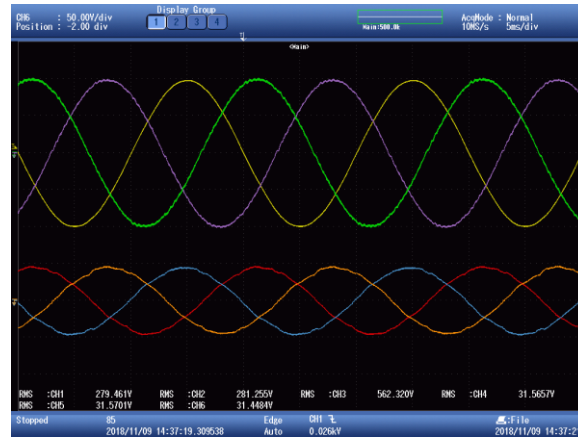 CH6 : 50.00V/div
Position : -2.00 div
Display Group
1 2 3 4
Main:500.0k
AcqMode : Normal
10MS/s 5ms/div
<Main>
RMS :CH1 279.461V RMS :CH2 281.255V RMS :CH3 562.320V RMS :CH4 31.5657V
RMS :CH5 31.5701V RMS :CH6 31.4484V
Stopped 85 Edge CH1 :File
2018/11/09 14:37:19.309538 Auto 0.026kV 2018/11/09 14:37:2